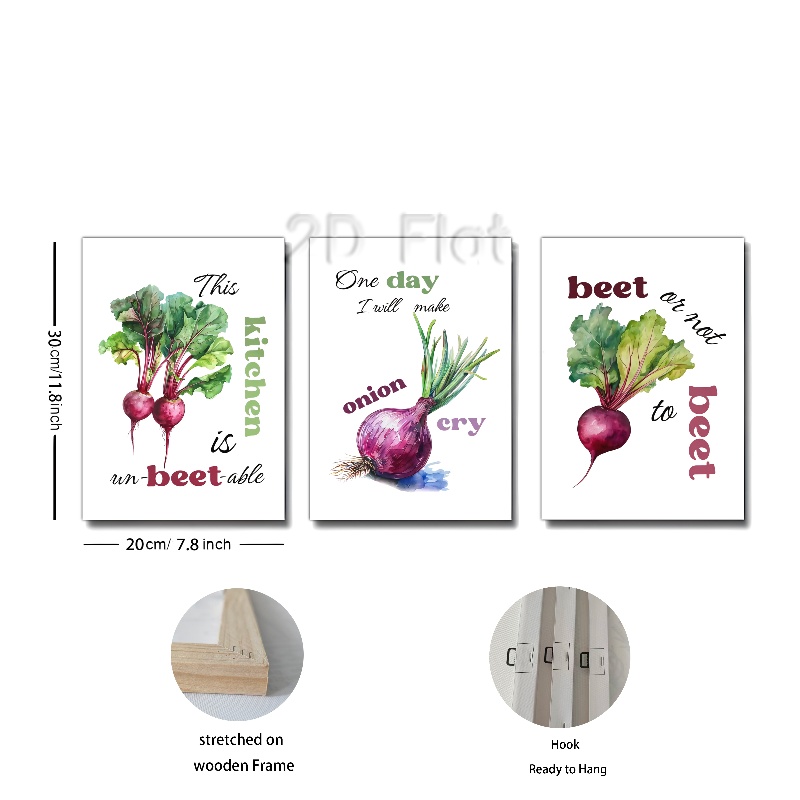 2D Flat
This
kitchen
is
un-beet-able
One day
I will make
onion
cry
beet or not
to
beet
30cm/11.8inch
20cm/ 7.8 inch
stretched on
wooden Frame
Hook
Ready to Hang